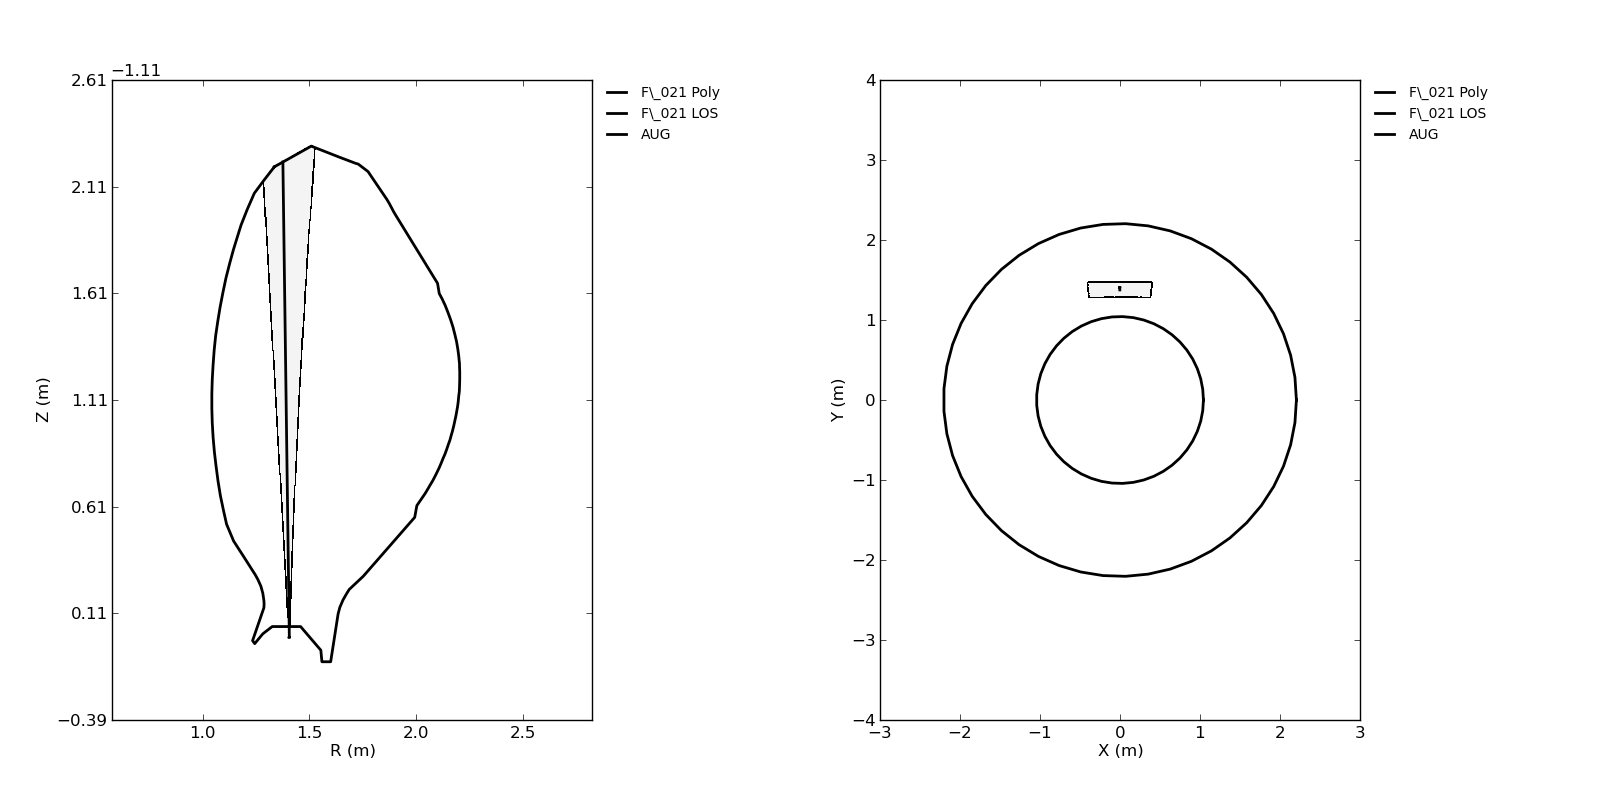 −1.11
2.61
2.11
1.61
1.11
0.61
0.11
−0.39
Z (m)
1.0 1.5 2.0 2.5
R (m)
F\_021 Poly
F\_021 LOS
AUG
4
3
2
1
0
−1
−2
−3
−4
Y (m)
−3 −2 −1 0 1 2 3
X (m)
F\_021 Poly
F\_021 LOS
AUG